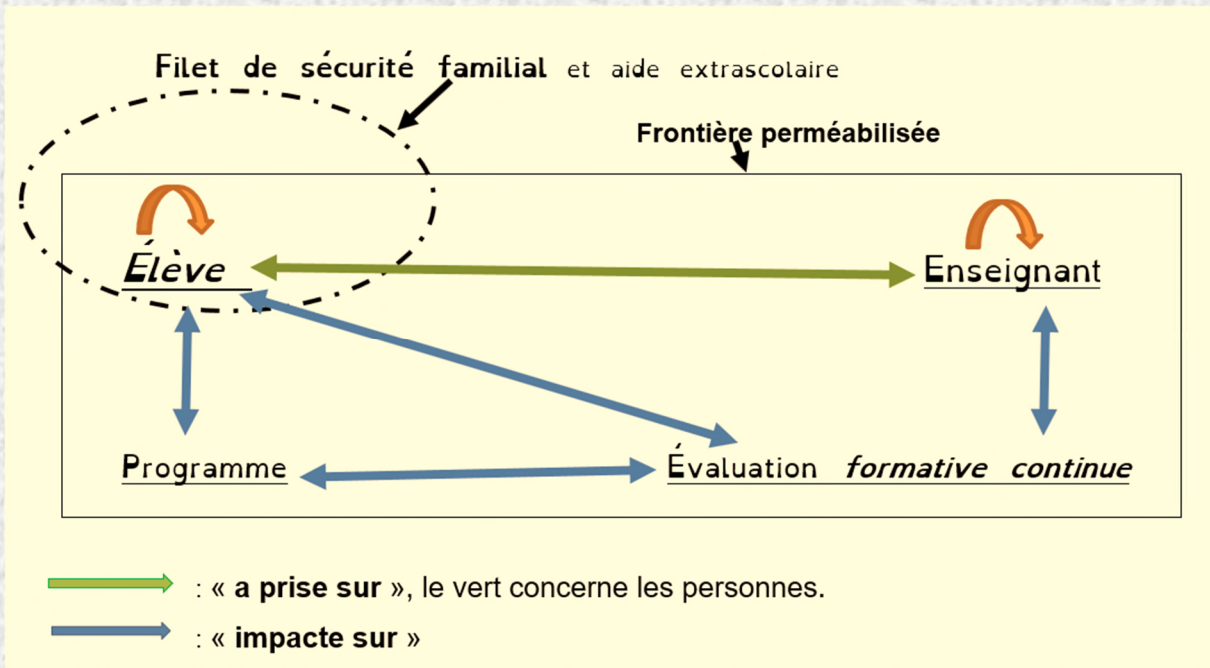 Filet de sécurité familial et aide extrascolaire
Frontière perméabilisée
Élève
Enseignant
Programme
Évaluation formative continue
: « a prise sur », le vert concerne les personnes.
: « impacte sur »